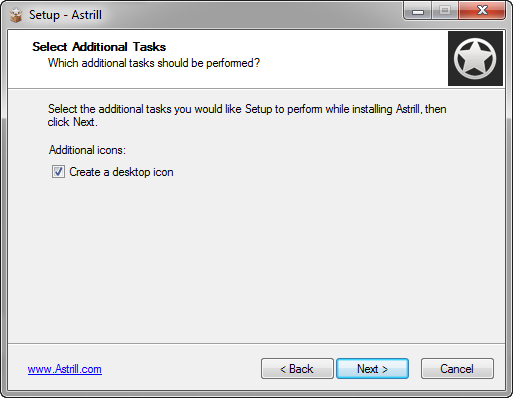 Setup - Astrill
Select Additional Tasks
Which additional tasks should be performed?
Select the additional tasks you would like Setup to perform while installing Astrill, then
click Next.
Additional icons:
Create a desktop icon
www.Astrill.com
< Back
Next >
Cancel